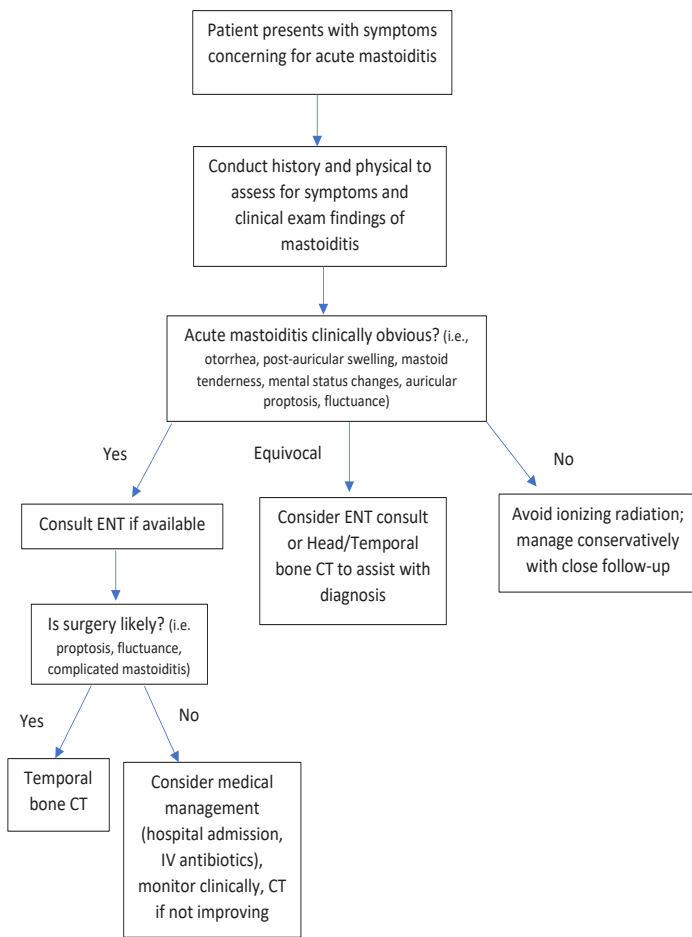 Patient presents with symptoms
concerning for acute mastoiditis
Conduct history and physical to
assess for symptoms and
clinical exam findings of
mastoiditis
Acute mastoiditis clinically obvious? (i.e.,
otorrhea, post-auricular swelling, mastoid
tenderness, mental status changes, auricular
proptosis, fluctuance)
Yes
Equivocal
No
Consult ENT if available
Consider ENT consult
or Head/Temporal
bone CT to assist with
diagnosis
Avoid ionizing radiation;
manage conservatively
with close follow-up
Is surgery likely? (i.e.
proptosis, fluctuance,
complicated mastoiditis)
Yes
No
Temporal
bone CT
Consider medical
management
(hospital admission,
IV antibiotics),
monitor clinically, CT
if not improving